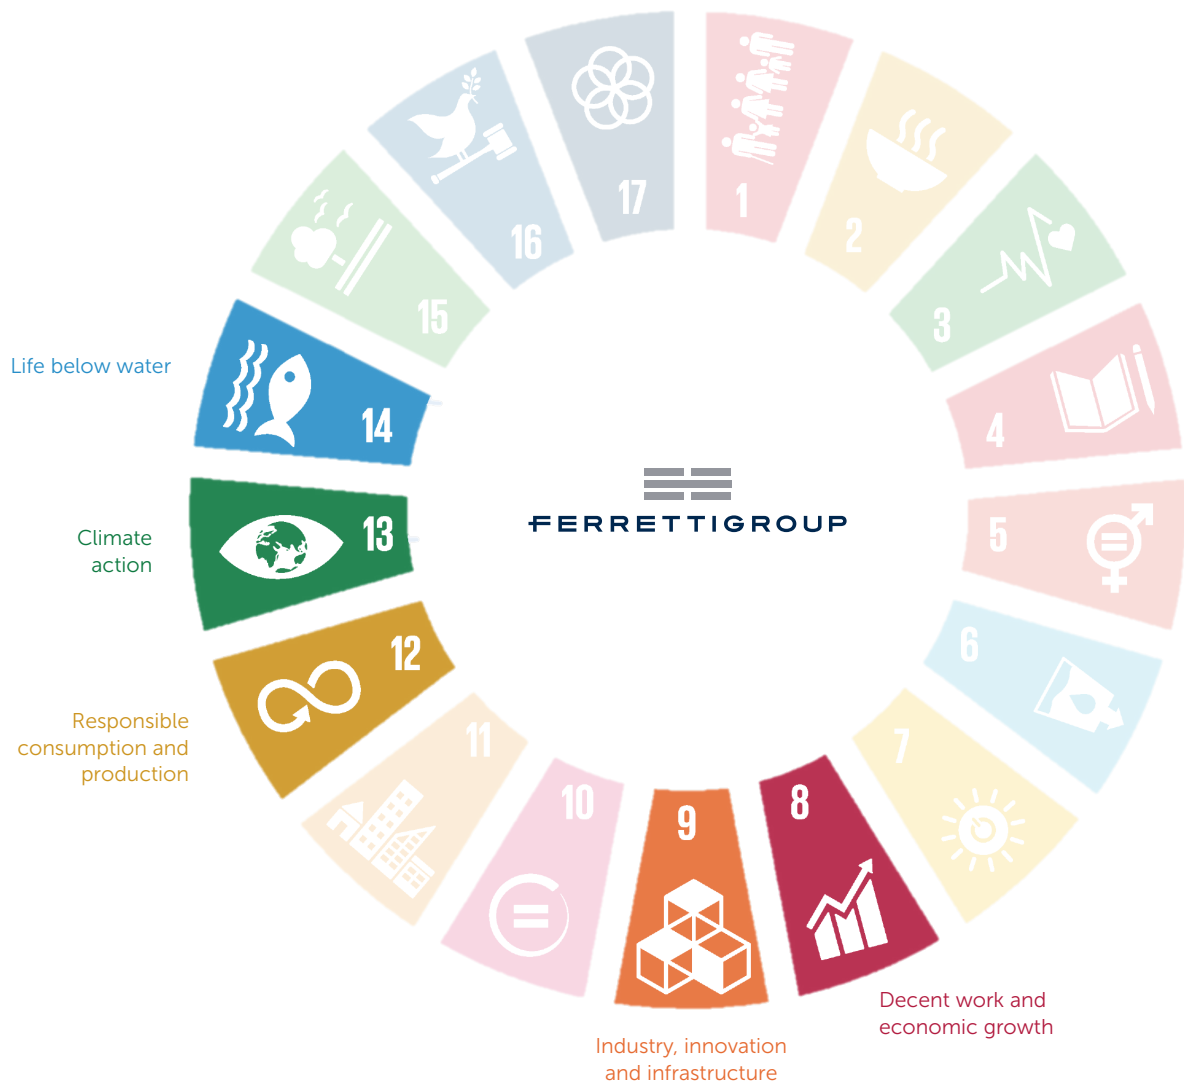 1
2
3
4
5
6
7
8
9
10
11
12
13
14
15
16
17
Life below water
Climate
action
Responsible
consumption and
production
FERRETTIGROUP
Decent work and
economic growth
Industry, innovation
and infrastructure